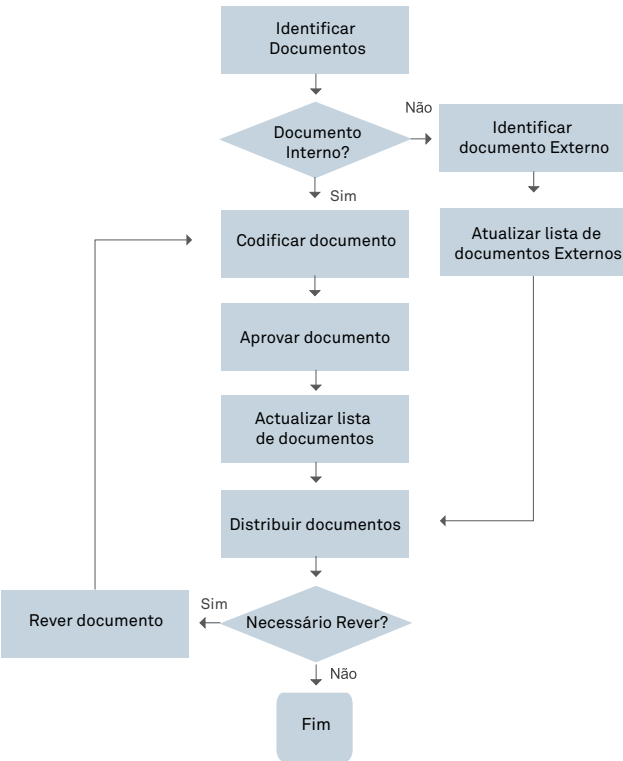 Identificar
Documentos
Não
Documento
Interno?
Identificar
documento Externo
Sim
Codificar documento
Atualizar lista de
documentos Externos
Aprovar documento
Actualizar lista
de documentos
Distribuir documentos
Sim
Rever documento
Necessário Rever?
Não
Fim